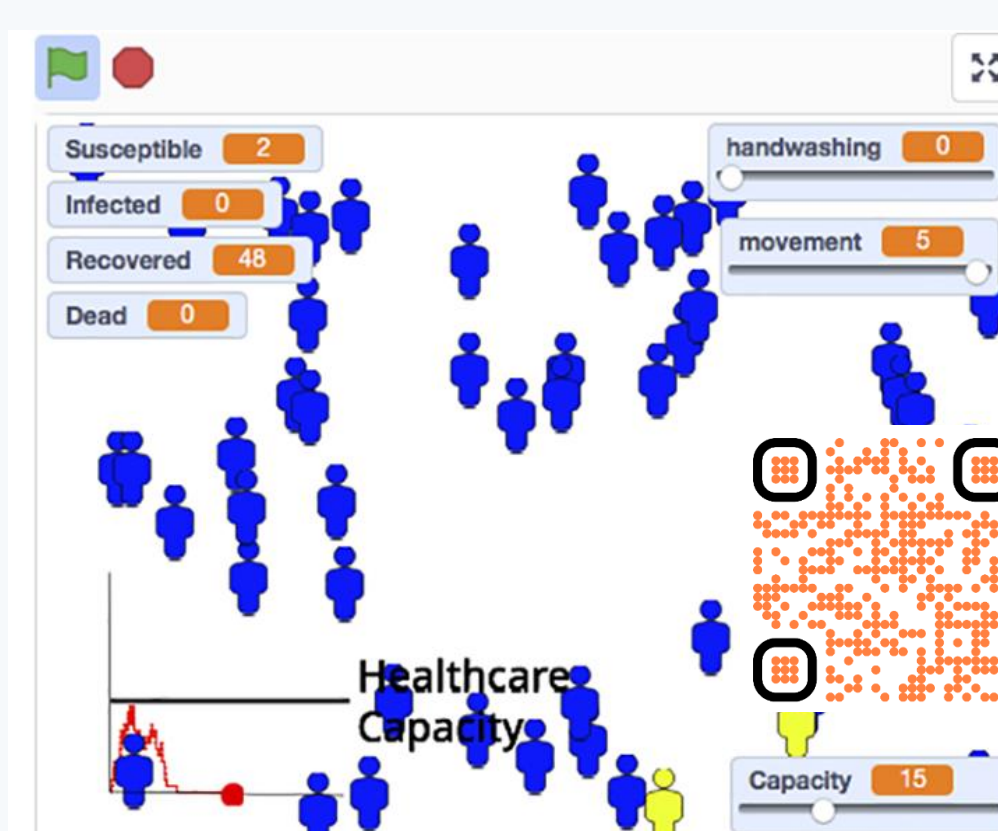 Susceptible 2
Infected 0
Recovered 48
Dead 0
handwashing 0
movement 5
Healthcare
Capacity
Capacity 15